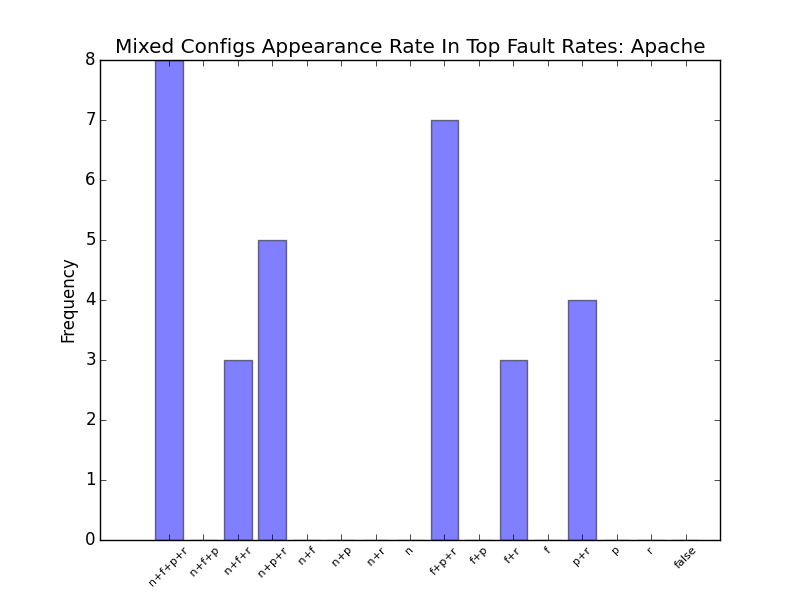 Mixed Configs Appearance Rate In Top Fault Rates: Apache
8
7
6
5
4
3
2
1
0
Frequency
n+f+p+r
n+f+p
n+f+r
n+p+r
n+f
n+p
n+r
n
f+p+r
f+p
f+r
f
p+r
p
r
false